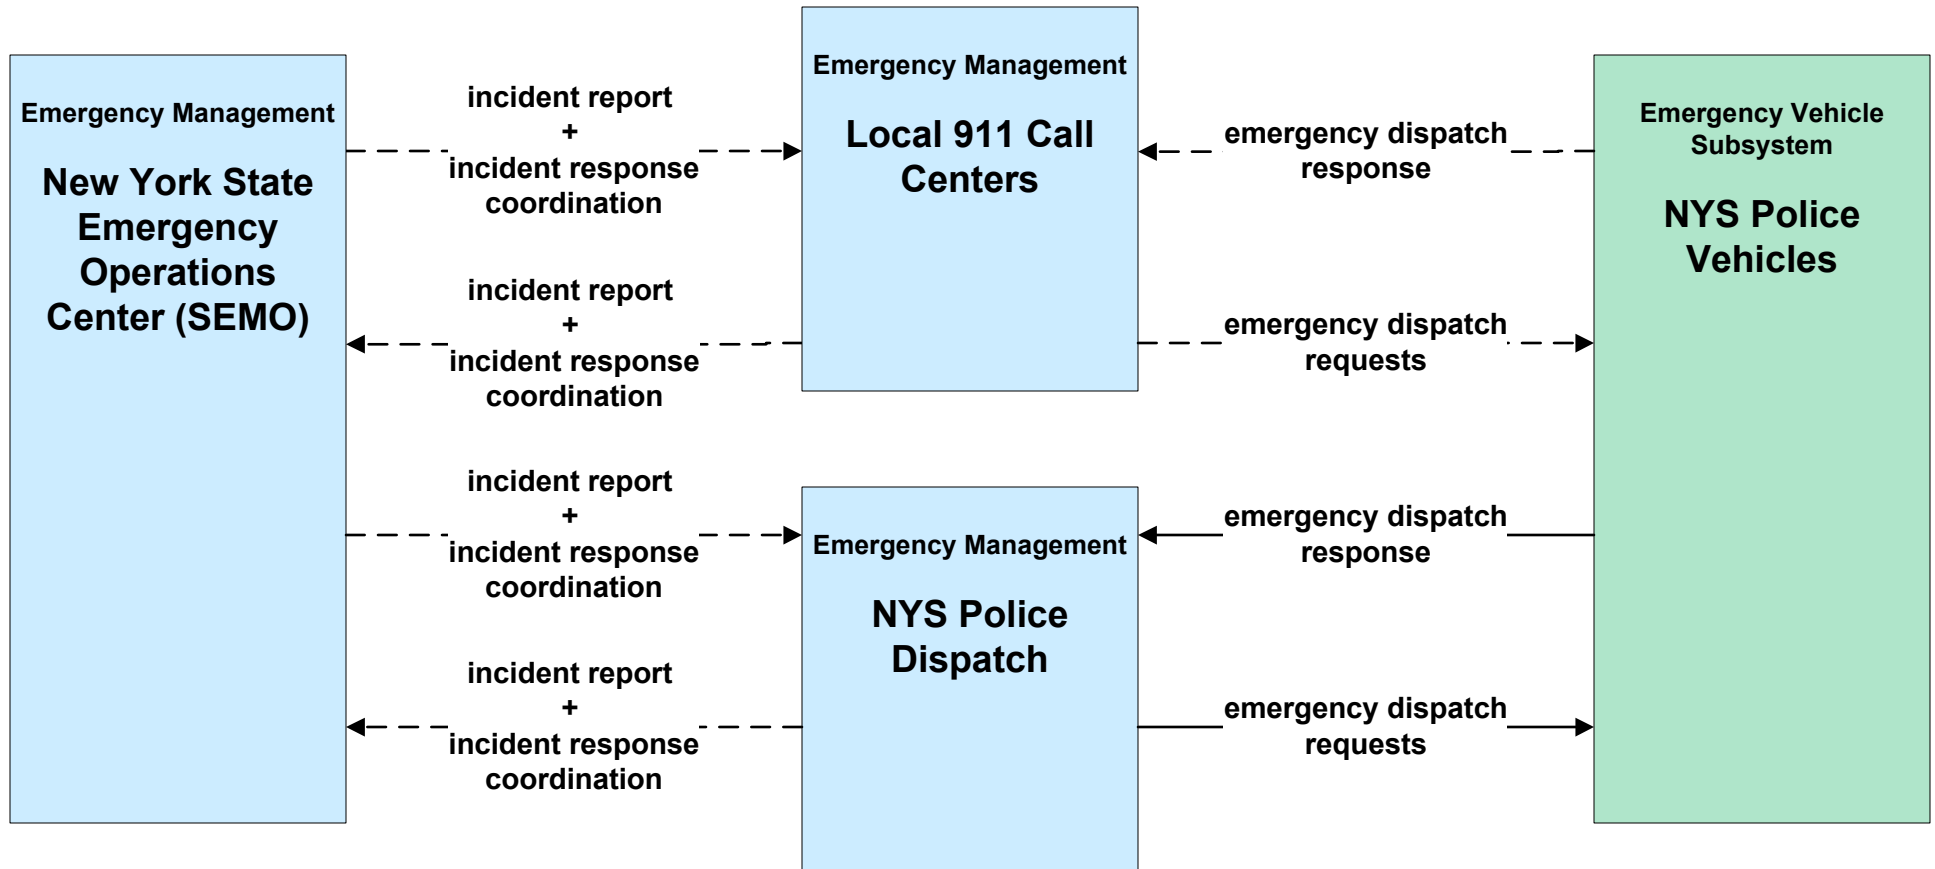 Emergency Management
New York State
Emergency
Operations
Center (SEMO)
incident report
+
incident response
coordination
incident report
+
incident response
coordination
incident report
+
incident response
coordination
incident report
+
incident response
coordination
Emergency Management
Local 911 Call
Centers
Emergency Management
NYS Police
Dispatch
emergency dispatch
response
emergency dispatch
requests
emergency dispatch
response
emergency dispatch
requests
Emergency Vehicle
Subsystem
NYS Police
Vehicles